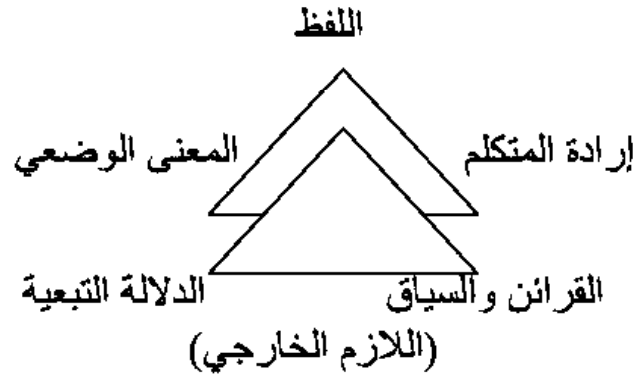 اللفظ
إرادة المتكلم المعنى الوضعي
القرائن والسياق الدلالة التبعية
(اللازم الخارجي)